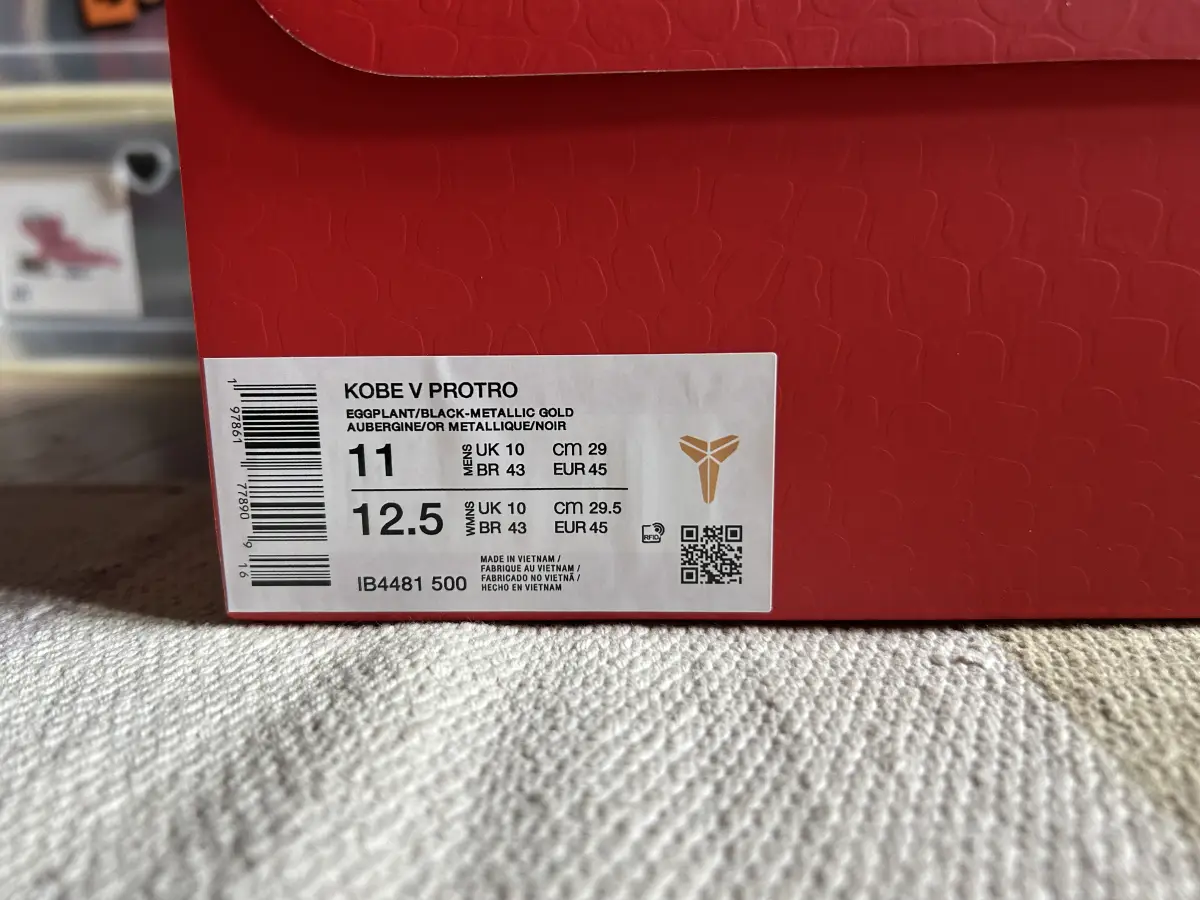 KOBE V PROTRO
EGGPLANT/BLACK-METALLIC GOLD
AUBERGINE/OR METALLIQUE/NOIR
11 MENS UK 10 CM 29
BR 43 EUR 45
12.5 WMNS UK 10 CM 29.5
BR 43 EUR 45
RFID
IB4481 500
MADE IN VIETNAM /
FABRIQUE AU VIETNAM /
FABRICADO NO VIETNÃ /
HECHO EN VIETNAM
1 97861 77890 9 16